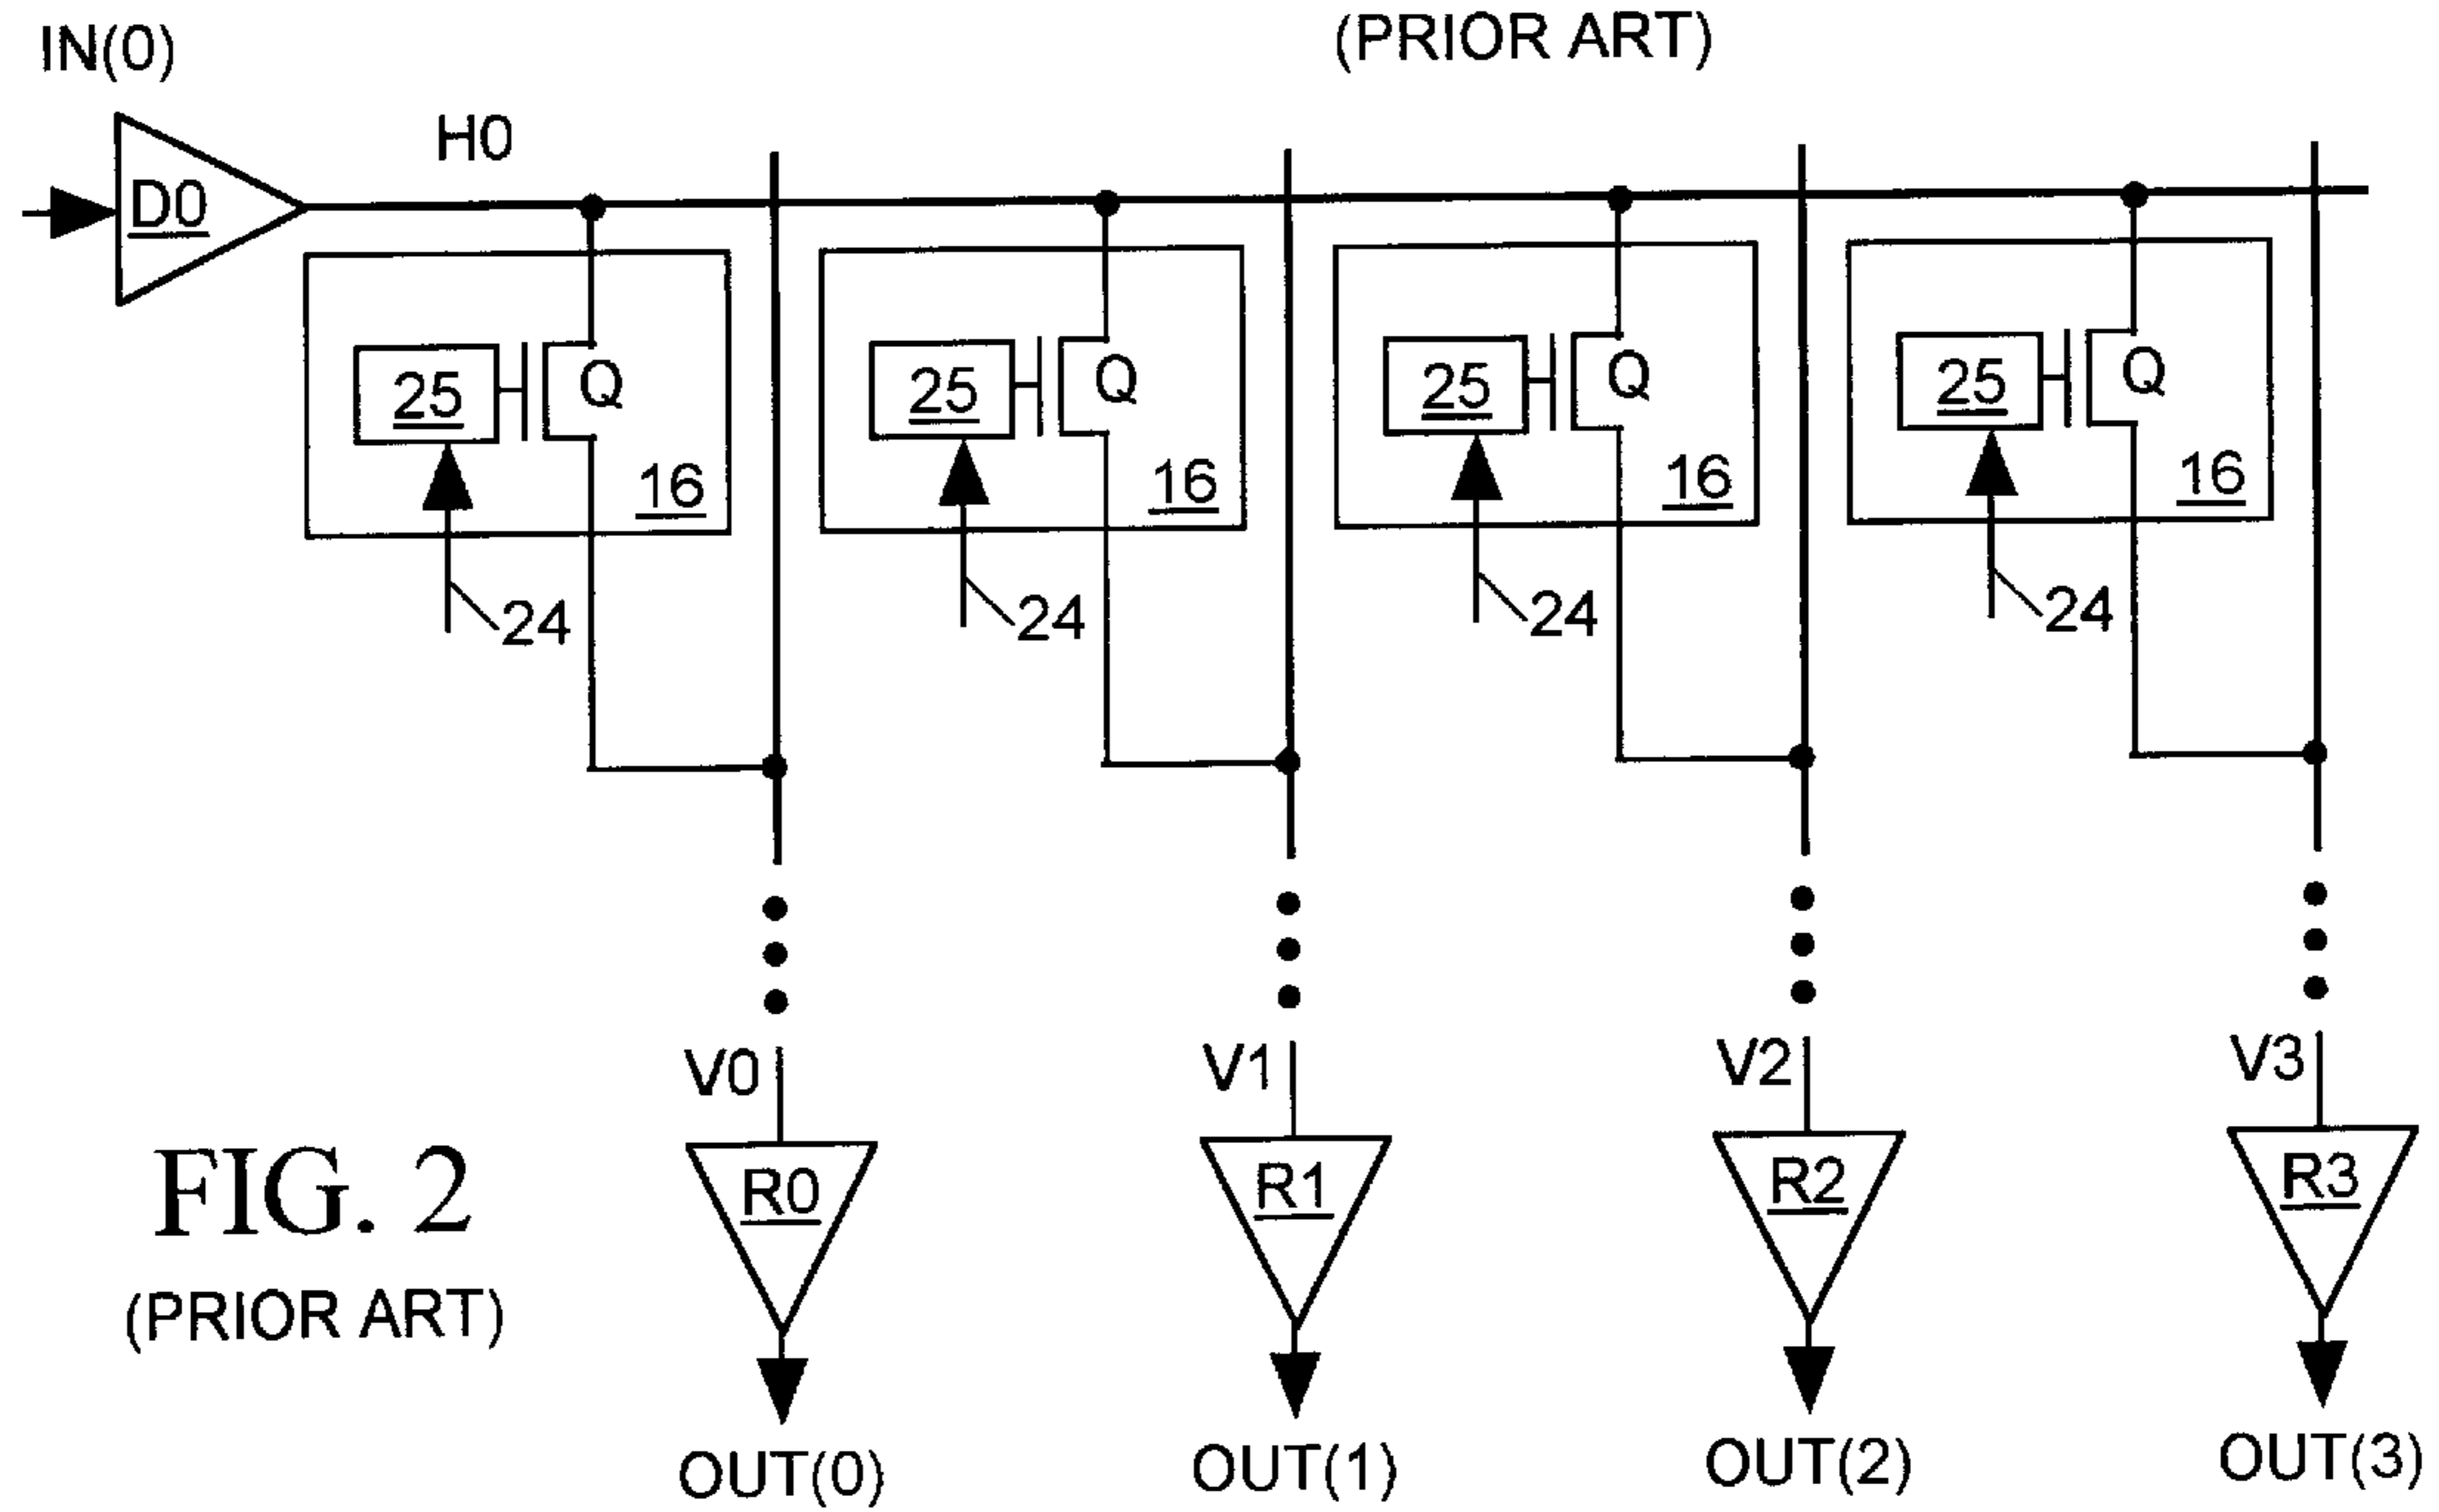 (PRIOR ART)
IN(0)
H0
D0
25 Q 25 Q 25 Q 25 Q
16 16 16 16
24 24 24 24
V0 V1 V2 V3
R0 R1 R2 R3
FIG. 2
(PRIOR ART)
OUT(0) OUT(1) OUT(2) OUT(3)